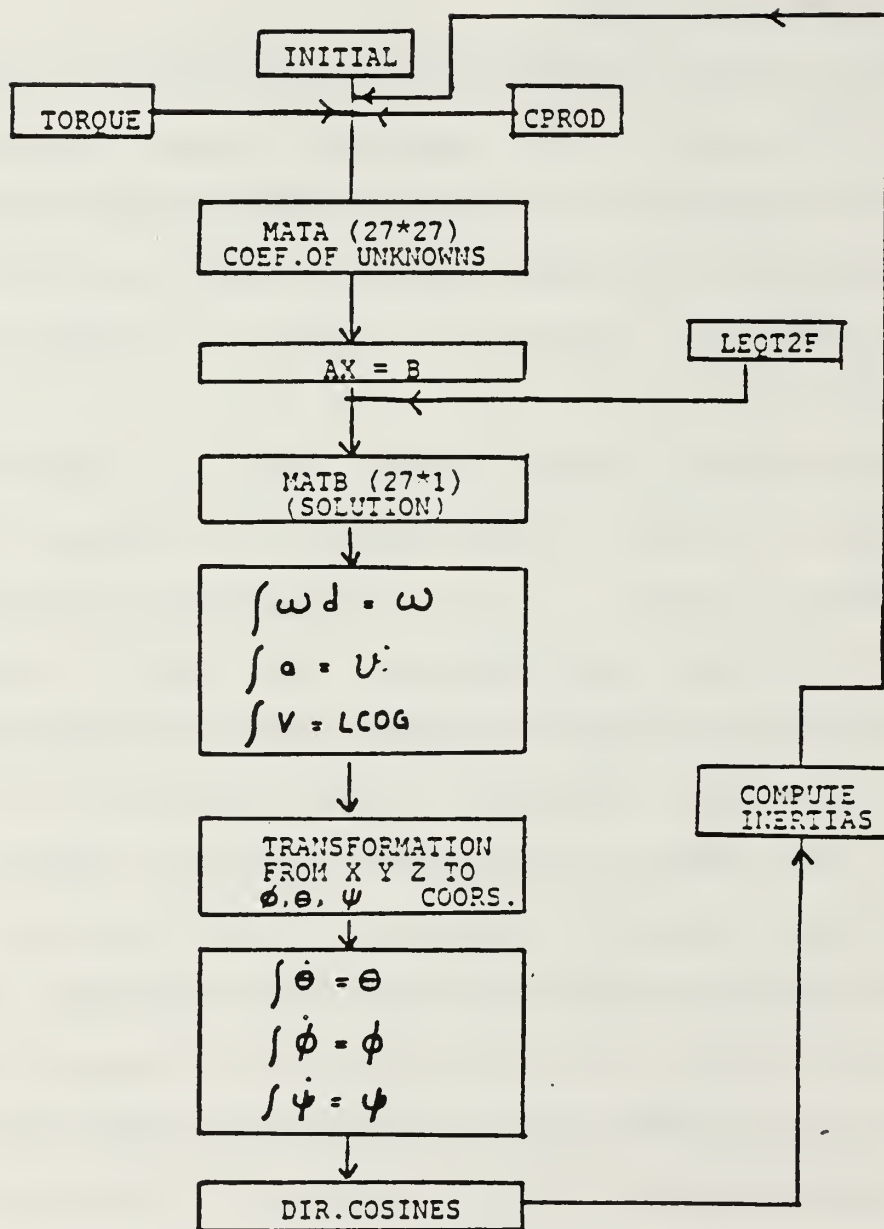 INITIAL
TORQUE
CPROD
MATA (27*27)
COEF.OF UNKNOWNS
AX = B
LEQT2F
MATB (27*1)
(SOLUTION)
∫ ω d = ω
∫ a = v
∫ V = LCOG
TRANSFORMATION
FROM X Y Z TO
ϕ,θ, ψ COORS.
∫ θ̇ = θ
∫ ϕ̇ = ϕ
∫ ψ̇ = ψ
DIR.COSINES
COMPUTE
INERTIAS